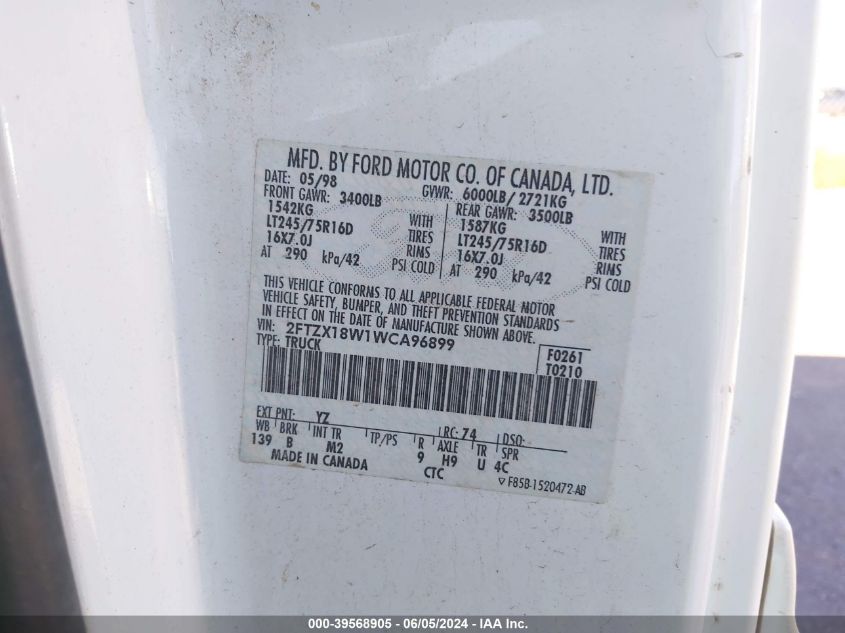 MFD. BY FORD MOTOR CO. OF CANADA, LTD.
DATE: 05/98 GVWR: 6000LB/ 2721KG
FRONT GAWR: 3400LB REAR GAWR: 3500LB
1542KG WITH 1587KG WITH
LT245/75R16D TIRES LT245/75R16D TIRES
16X7.0J RIMS 16X7.0J RIMS
AT 290 kPa/42 PSI COLD AT 290 kPa/42 PSI COLD
THIS VEHICLE CONFORMS TO ALL APPLICABLE FEDERAL MOTOR
VEHICLE SAFETY, BUMPER, AND THEFT PREVENTION STANDARDS
IN EFFECT ON THE DATE OF MANUFACTURE SHOWN ABOVE.
VIN: 2FTZX18W1WCA96899
TYPE: TRUCK F0261
T0210
EXT PNT: YZ RC: 74 DSO:
WB BRK INT TR TP/PS R AXLE TR SPR
139 B M2 9 H9 U 4C
MADE IN CANADA CTC
▽ F85B-1520472-AB
000-39568905 - 06/05/2024 - IAA Inc.